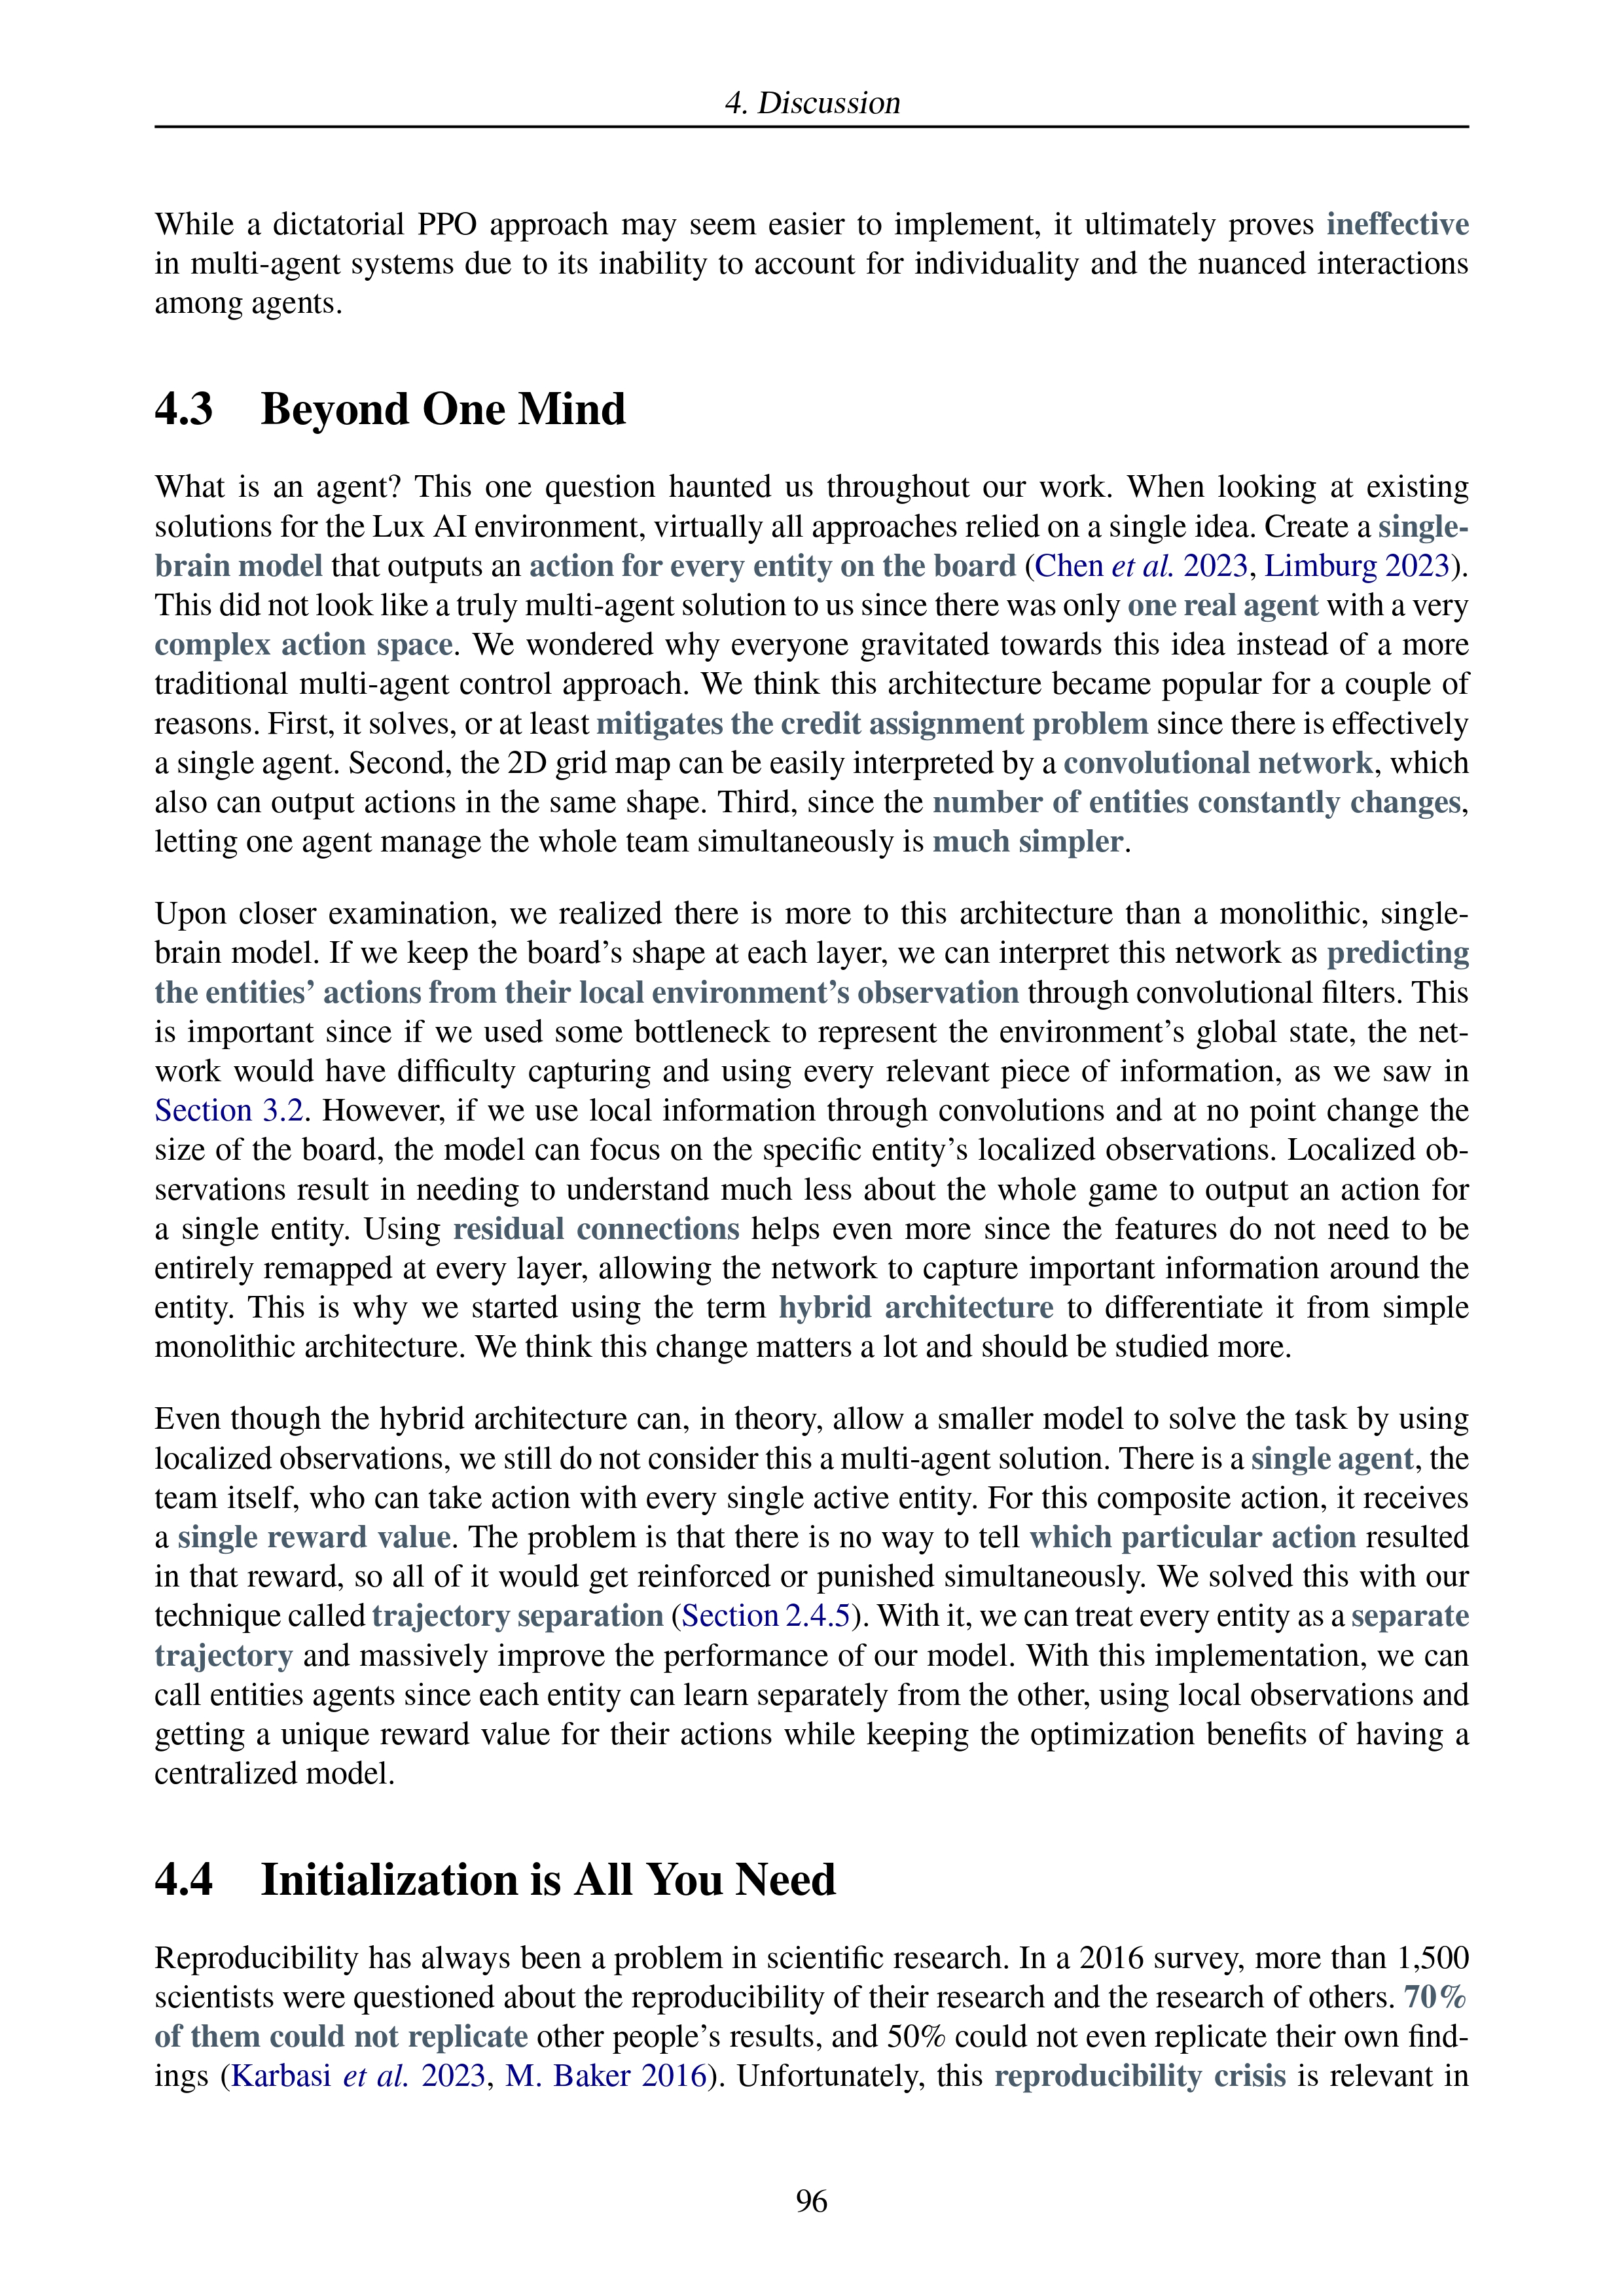 4. Discussion
While a dictatorial PPO approach may seem easier to implement, it ultimately proves ineffective
in multi-agent systems due to its inability to account for individuality and the nuanced interactions
among agents.
4.3 Beyond One Mind
What is an agent? This one question haunted us throughout our work. When looking at existing
solutions for the Lux AI environment, virtually all approaches relied on a single idea. Create a single-
brain model that outputs an action for every entity on the board (Chen et al. 2023, Limburg 2023).
This did not look like a truly multi-agent solution to us since there was only one real agent with a very
complex action space. We wondered why everyone gravitated towards this idea instead of a more
traditional multi-agent control approach. We think this architecture became popular for a couple of
reasons. First, it solves, or at least mitigates the credit assignment problem since there is effectively
a single agent. Second, the 2D grid map can be easily interpreted by a convolutional network, which
also can output actions in the same shape. Third, since the number of entities constantly changes,
letting one agent manage the whole team simultaneously is much simpler.
Upon closer examination, we realized there is more to this architecture than a monolithic, single-
brain model. If we keep the board's shape at each layer, we can interpret this network as predicting
the entities' actions from their local environment's observation through convolutional filters. This
is important since if we used some bottleneck to represent the environment's global state, the net-
work would have difficulty capturing and using every relevant piece of information, as we saw in
Section 3.2. However, if we use local information through convolutions and at no point change the
size of the board, the model can focus on the specific entity's localized observations. Localized ob-
servations result in needing to understand much less about the whole game to output an action for
a single entity. Using residual connections helps even more since the features do not need to be
entirely remapped at every layer, allowing the network to capture important information around the
entity. This is why we started using the term hybrid architecture to differentiate it from simple
monolithic architecture. We think this change matters a lot and should be studied more.
Even though the hybrid architecture can, in theory, allow a smaller model to solve the task by using
localized observations, we still do not consider this a multi-agent solution. There is a single agent, the
team itself, who can take action with every single active entity. For this composite action, it receives
a single reward value. The problem is that there is no way to tell which particular action resulted
in that reward, so all of it would get reinforced or punished simultaneously. We solved this with our
technique called trajectory separation (Section 2.4.5). With it, we can treat every entity as a separate
trajectory and massively improve the performance of our model. With this implementation, we can
call entities agents since each entity can learn separately from the other, using local observations and
getting a unique reward value for their actions while keeping the optimization benefits of having a
centralized model.
4.4 Initialization is All You Need
Reproducibility has always been a problem in scientific research. In a 2016 survey, more than 1,500
scientists were questioned about the reproducibility of their research and the research of others. 70%
of them could not replicate other people's results, and 50% could not even replicate their own find-
ings (Karbasi et al. 2023, M. Baker 2016). Unfortunately, this reproducibility crisis is relevant in
96